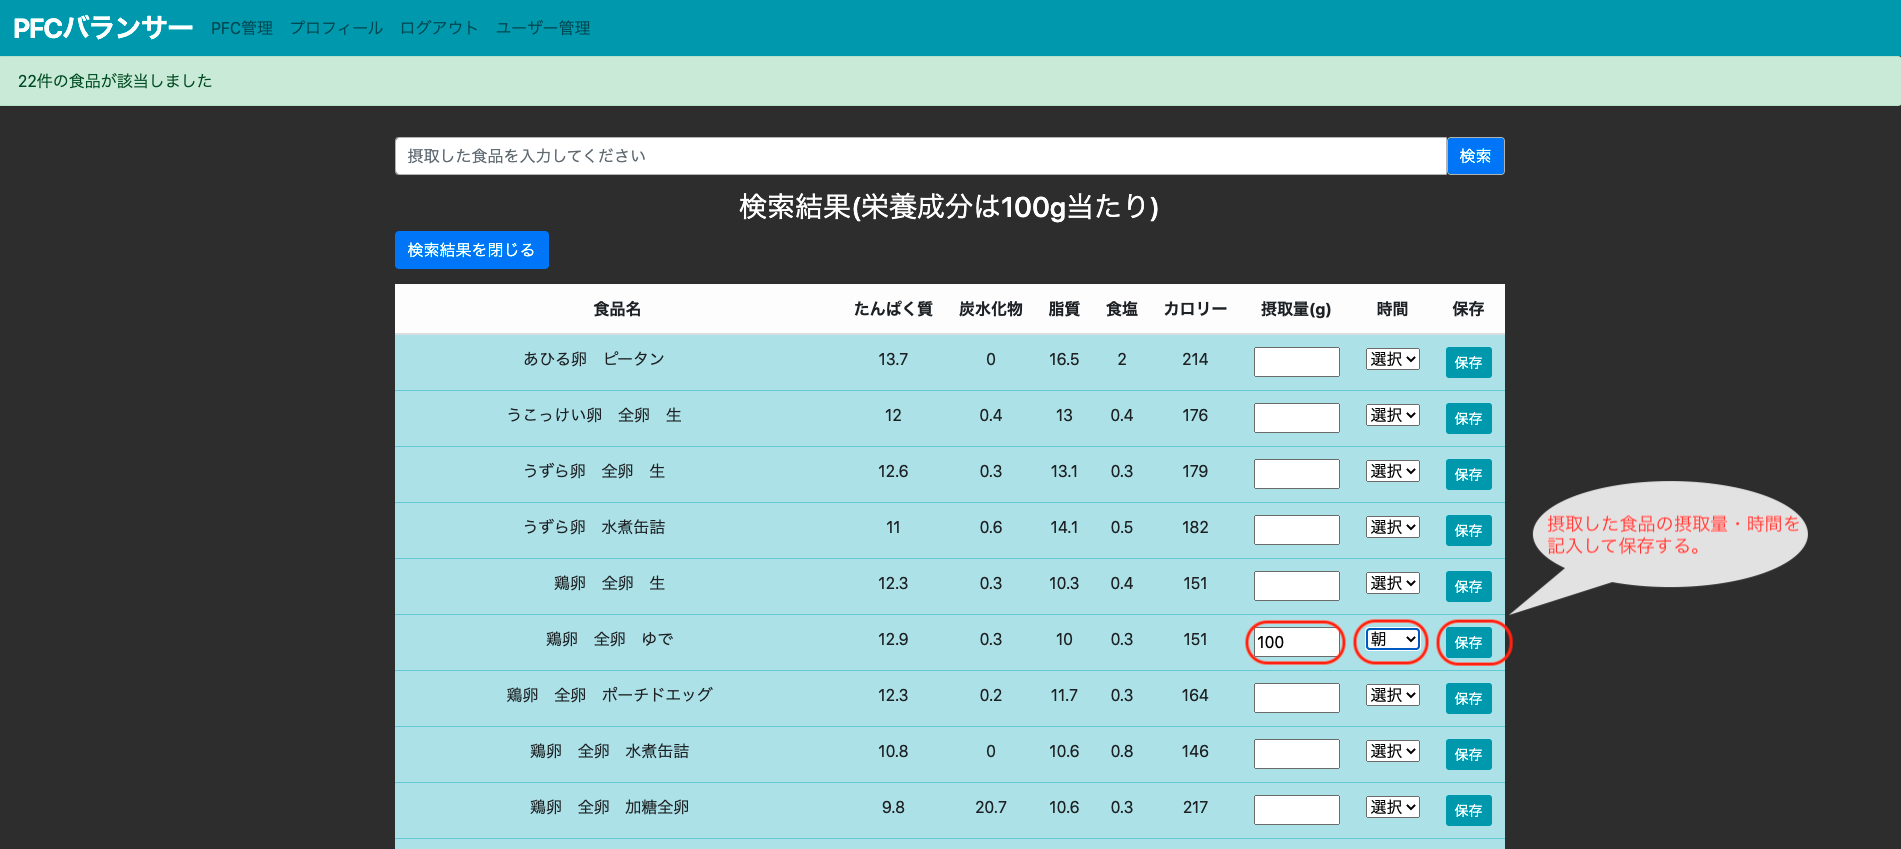 PFCバランサー PFC管理 プロフィール ログアウト ユーザー管理
22件の食品が該当しました
摂取した食品を入力してください 検索
検索結果(栄養成分は100g当たり)
検索結果を閉じる
食品名 たんぱく質 炭水化物 脂質 食塩 カロリー 摂取量(g) 時間 保存
あひる卵　ピータン 13.7 0 16.5 2 214 選択 保存
うこっけい卵　全卵　生 12 0.4 13 0.4 176 選択 保存
うずら卵　全卵　生 12.6 0.3 13.1 0.3 179 選択 保存
うずら卵　水煮缶詰 11 0.6 14.1 0.5 182 選択 保存
摂取した食品の摂取量・時間を
記入して保存する。
鶏卵　全卵　生 12.3 0.3 10.3 0.4 151 選択 保存
鶏卵　全卵　ゆで 12.9 0.3 10 0.3 151 100 朝 保存
鶏卵　全卵　ポーチドエッグ 12.3 0.2 11.7 0.3 164 選択 保存
鶏卵　全卵　水煮缶詰 10.8 0 10.6 0.8 146 選択 保存
鶏卵　全卵　加糖全卵 9.8 20.7 10.6 0.3 217 選択 保存